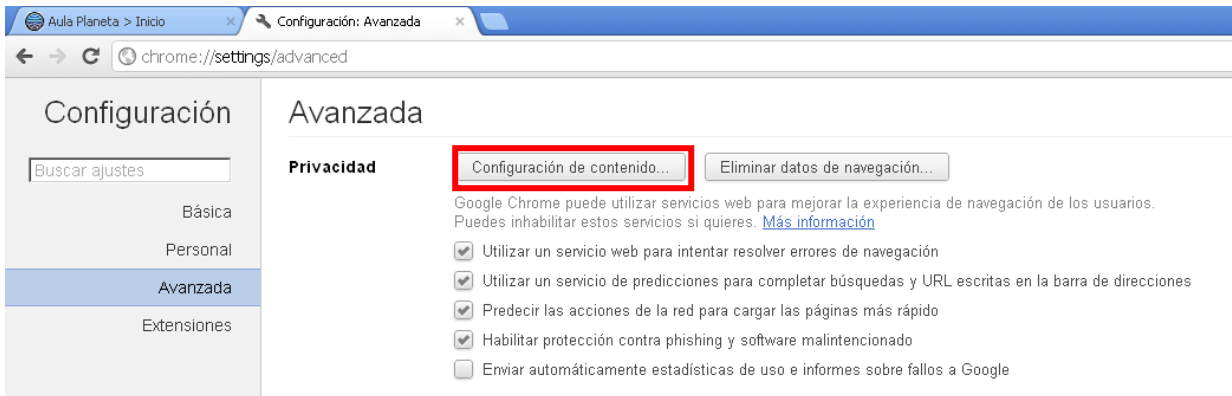 Aula Planeta > Inicio
Configuración: Avanzada
chrome://settings/advanced
Configuración
Buscar ajustes
Básica
Personal
Avanzada
Extensiones
Avanzada
Privacidad
Configuración de contenido...
Eliminar datos de navegación...
Google Chrome puede utilizar servicios web para mejorar la experiencia de navegación de los usuarios.
Puedes inhabilitar estos servicios si quieres. Más información
Utilizar un servicio web para intentar resolver errores de navegación
Utilizar un servicio de predicciones para completar búsquedas y URL escritas en la barra de direcciones
Predecir las acciones de la red para cargar las páginas más rápido
Habilitar protección contra phishing y software malintencionado
Enviar automáticamente estadísticas de uso e informes sobre fallos a Google